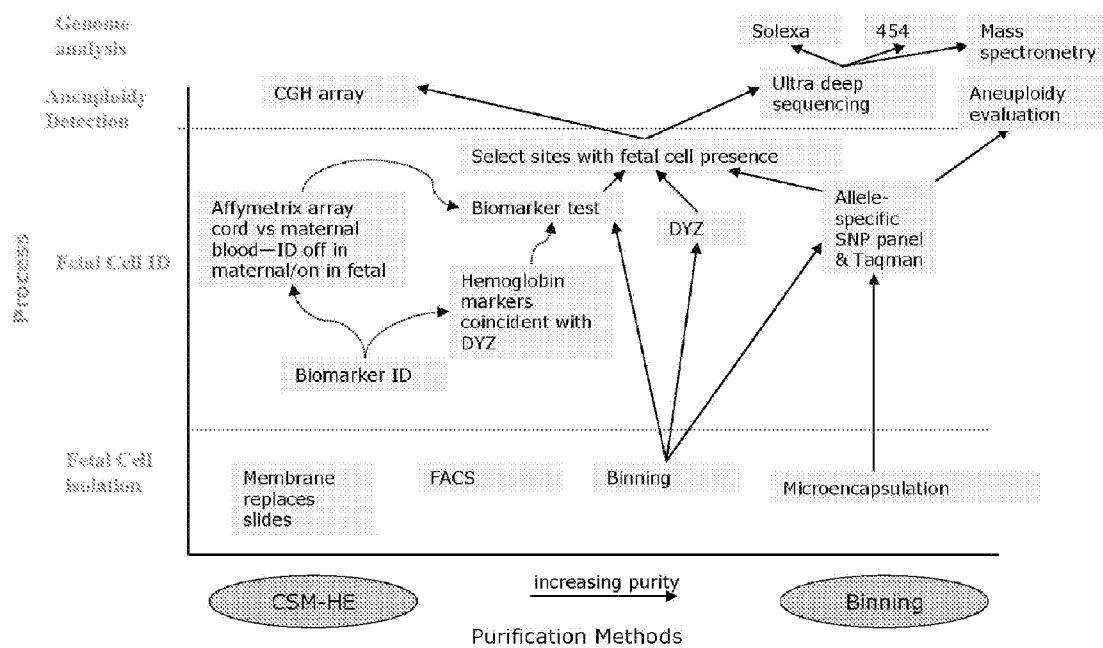 Genome
analysis
Solexa
454
Mass
spectrometry
Aneuploidy
Detection
CGH array
Ultra deep
sequencing
Aneuploidy
evaluation
Select sites with fetal cell presence
Affymetrix array
cord vs maternal
blood—ID off in
maternal/on in fetal
Biomarker test
DYZ
Allele-
specific
SNP panel
& Taqman
Process
Fetal Cell ID
Hemoglobin
markers
coincident with
DYZ
Biomarker ID
Fetal Cell
isolation
Membrane
replaces
slides
FACS
Binning
Microencapsulation
CSM-HE
increasing purity
Binning
Purification Methods